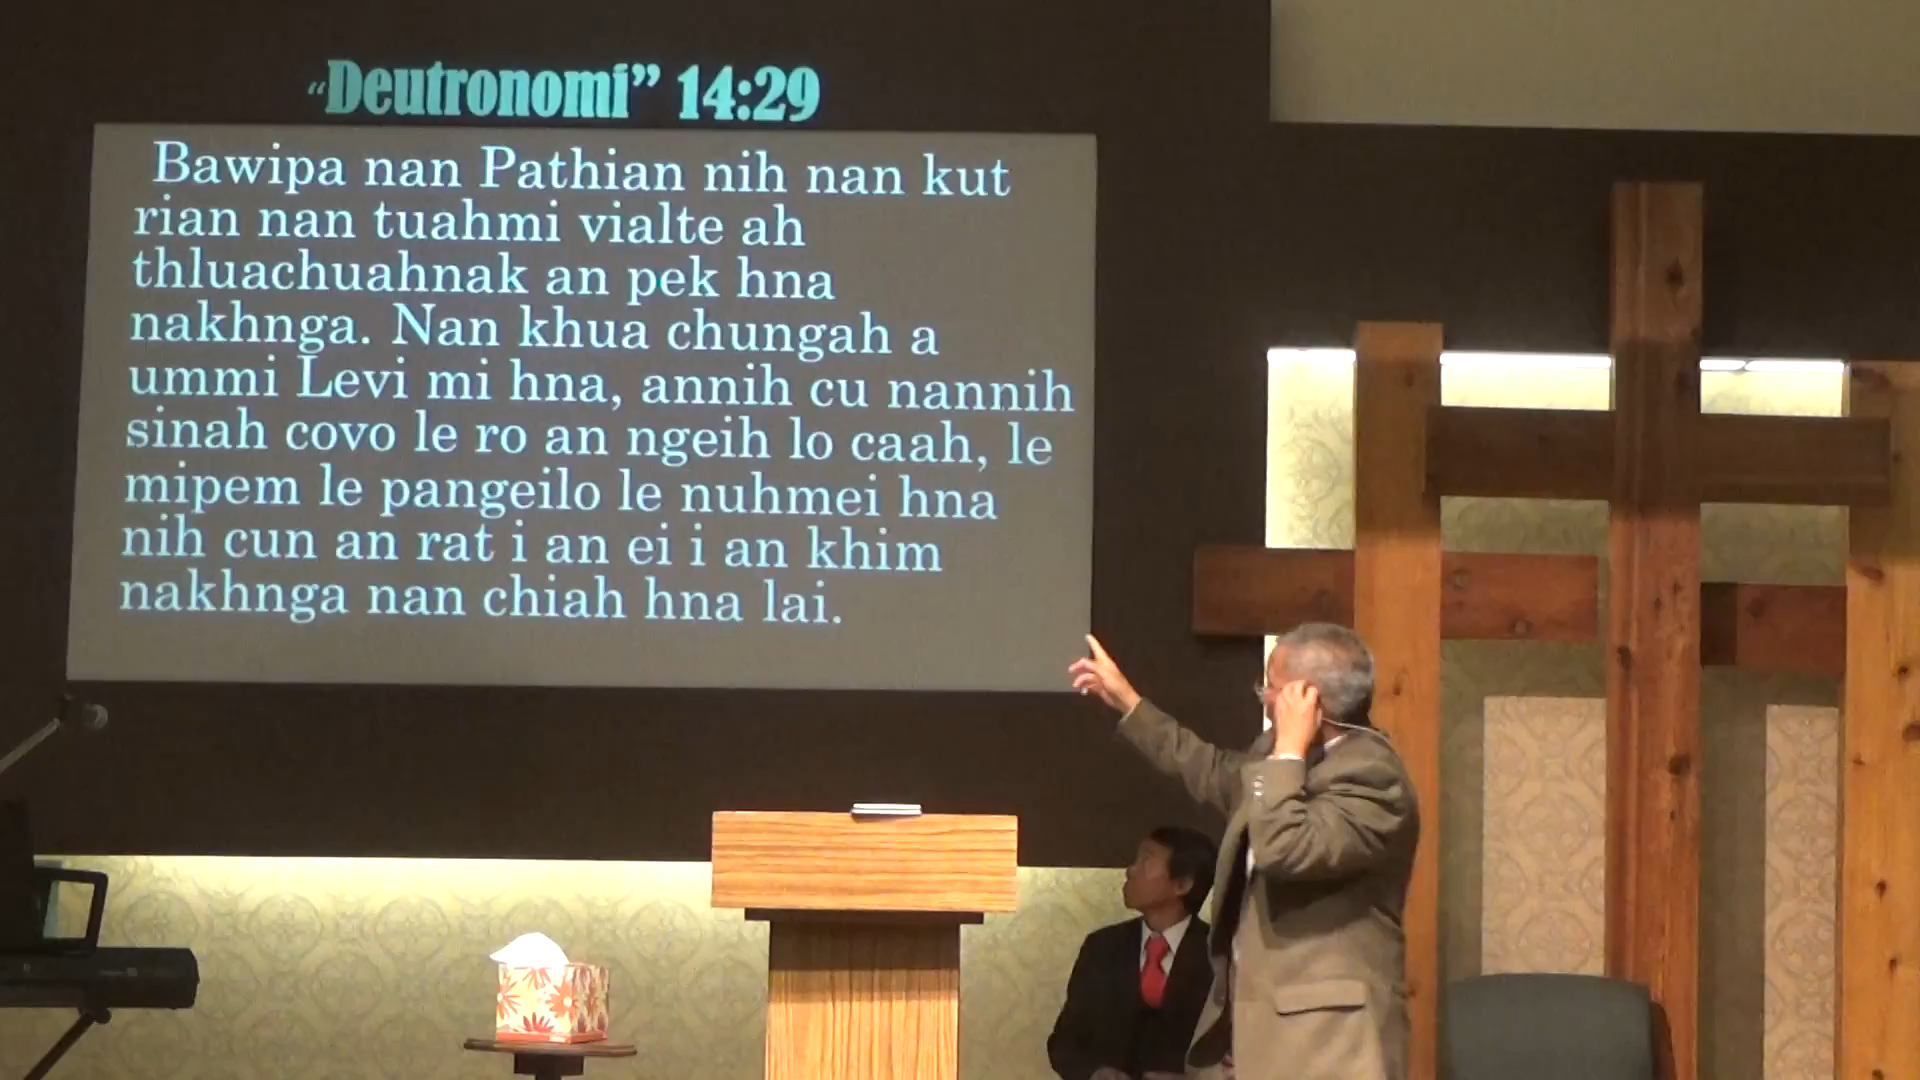 “Deutronomi” 14:29
Bawipa nan Pathian nih nan kut
rian nan tuahmi vialte ah
thluachuahnak an pek hna
nakhnga. Nan khua chungah a
ummi Levi mi hna, annih cu nannih
sinah covo le ro an ngeih lo caah, le
mipem le pangeilo le nuhmei hna
nih cun an rat i an ei i an khim
nakhnga nan chiah hna lai.